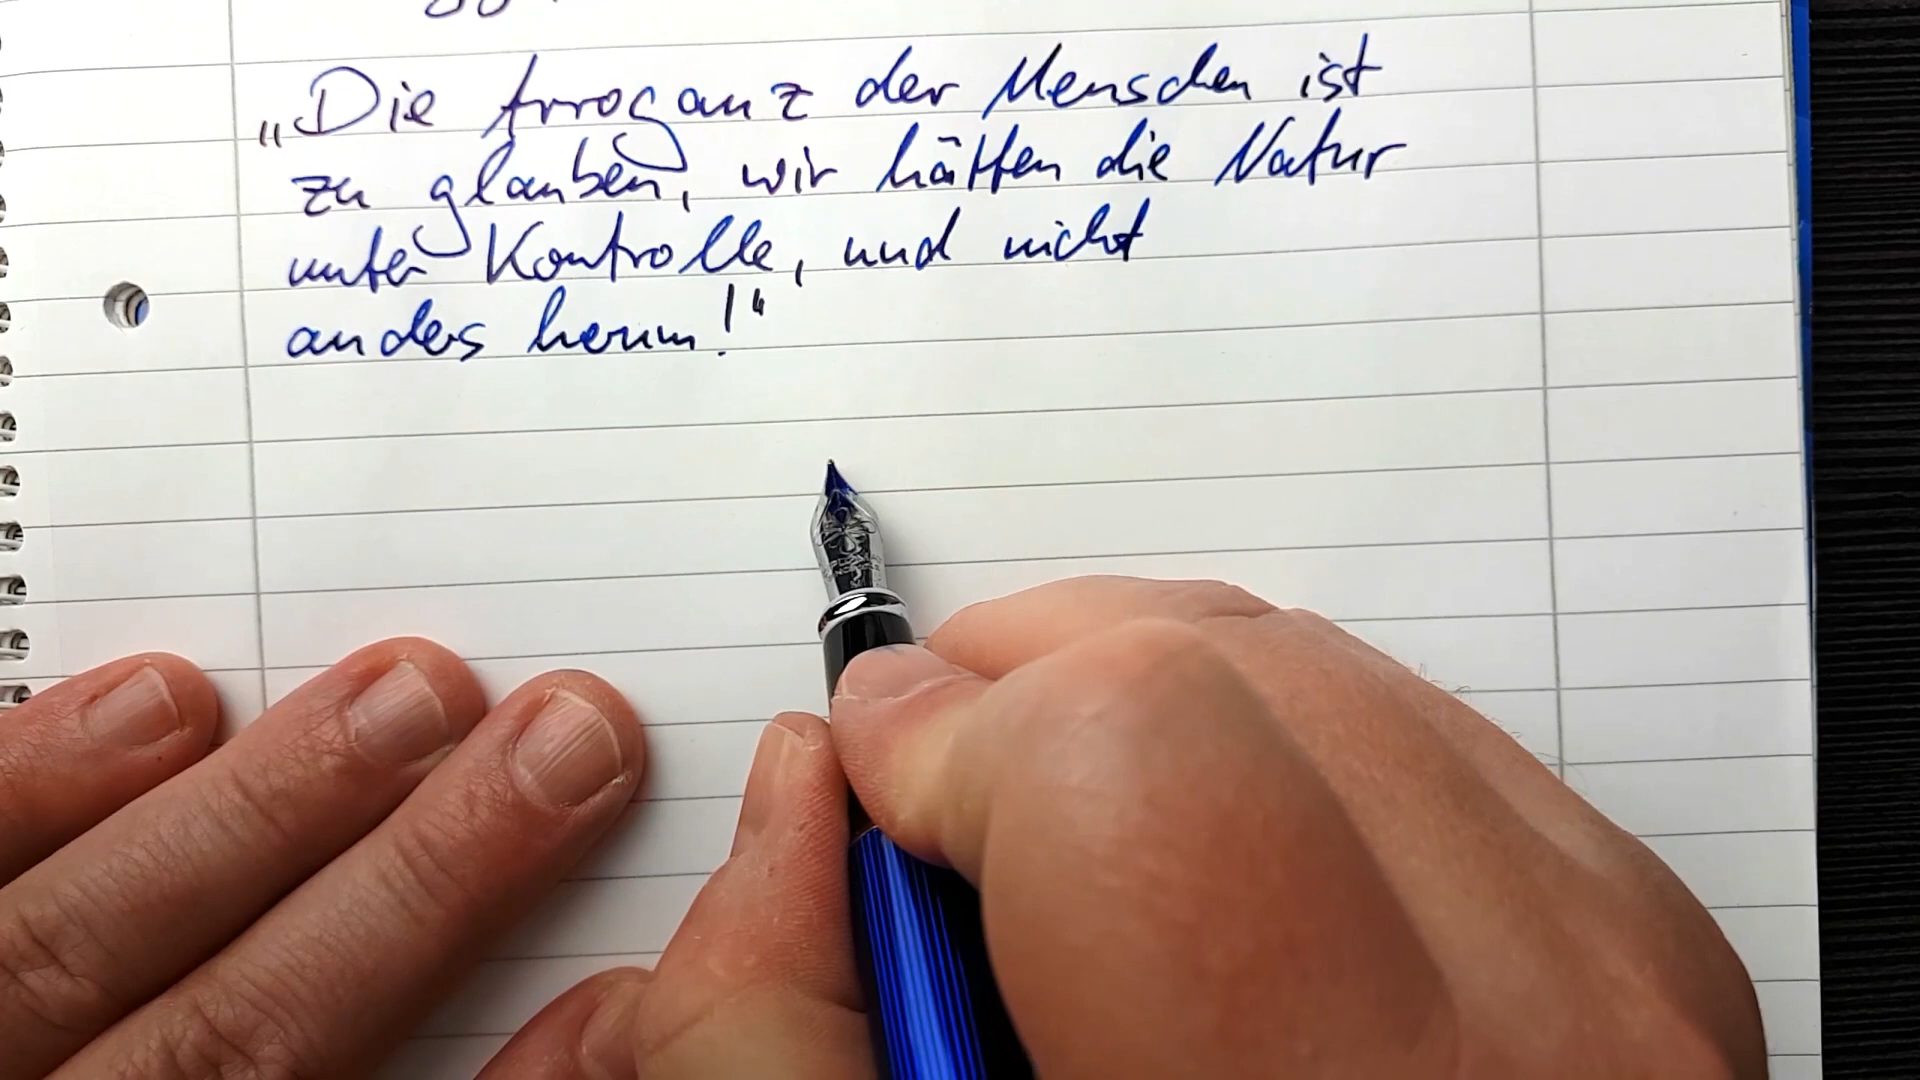 „Die Arroganz der Menschen ist
zu glauben, wir hätten die Natur
unter Kontrolle, und nicht
anders herum!“